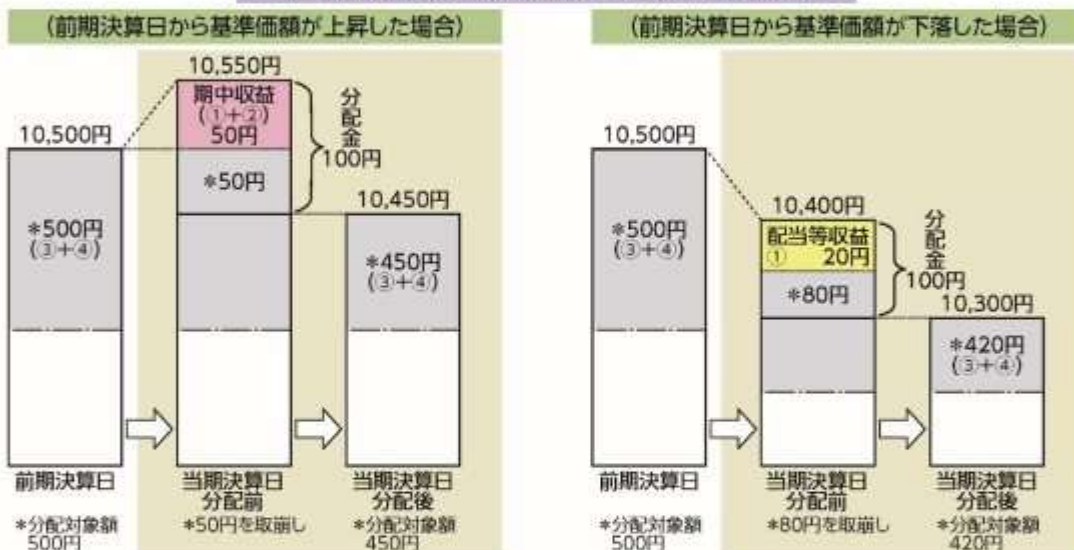 (前期決算日から基準価額が上昇した場合)
10,550円
期中収益
(①+②)
50円
*50円
10,500円
*500円
(③+④)
分配金
100円
10,450円
*450円
(③+④)
前期決算日
*分配対象額
500円
当期決算日
分配前
*50円を取崩し
当期決算日
分配後
*分配対象額
450円
(前期決算日から基準価額が下落した場合)
10,500円
*500円
(③+④)
10,400円
配当等収益
① 20円
*80円
分配金
100円
10,300円
*420円
(③+④)
前期決算日
*分配対象額
500円
当期決算日
分配前
*80円を取崩し
当期決算日
分配後
*分配対象額
420円